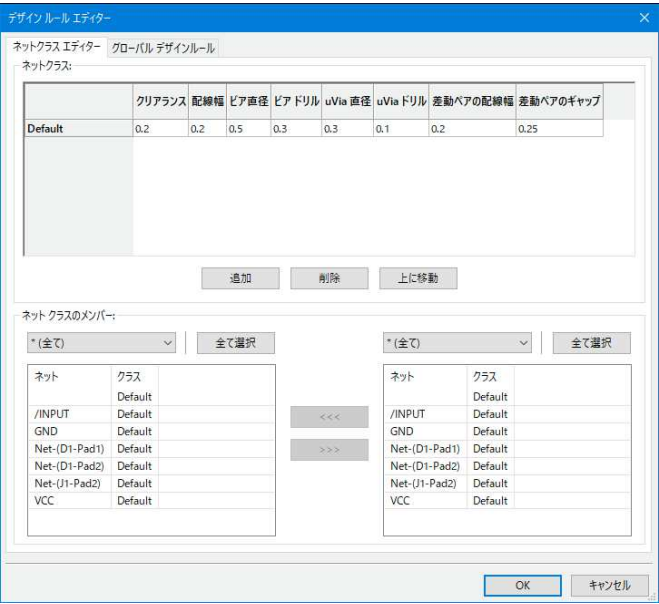 デザイン ルール エディター
ネットクラス エディター グローバル デザインルール
ネットクラス:
クリアランス 配線幅 ビア直径 ビアドリル uVia 直径 uVia ドリル 差動ペアの配線幅 差動ペアのギャップ
Default 0.2 0.2 0.5 0.3 0.3 0.1 0.2 0.25
追加 削除 上に移動
ネット クラスのメンバー:
* (全て) 全て選択 * (全て) 全て選択
ネット クラス ネット クラス
Default Default
/INPUT Default <<< /INPUT Default
GND Default GND Default
Net-(D1-Pad1) Default >>> Net-(D1-Pad1) Default
Net-(D1-Pad2) Default Net-(D1-Pad2) Default
Net-(J1-Pad2) Default Net-(J1-Pad2) Default
VCC Default VCC Default
OK キャンセル